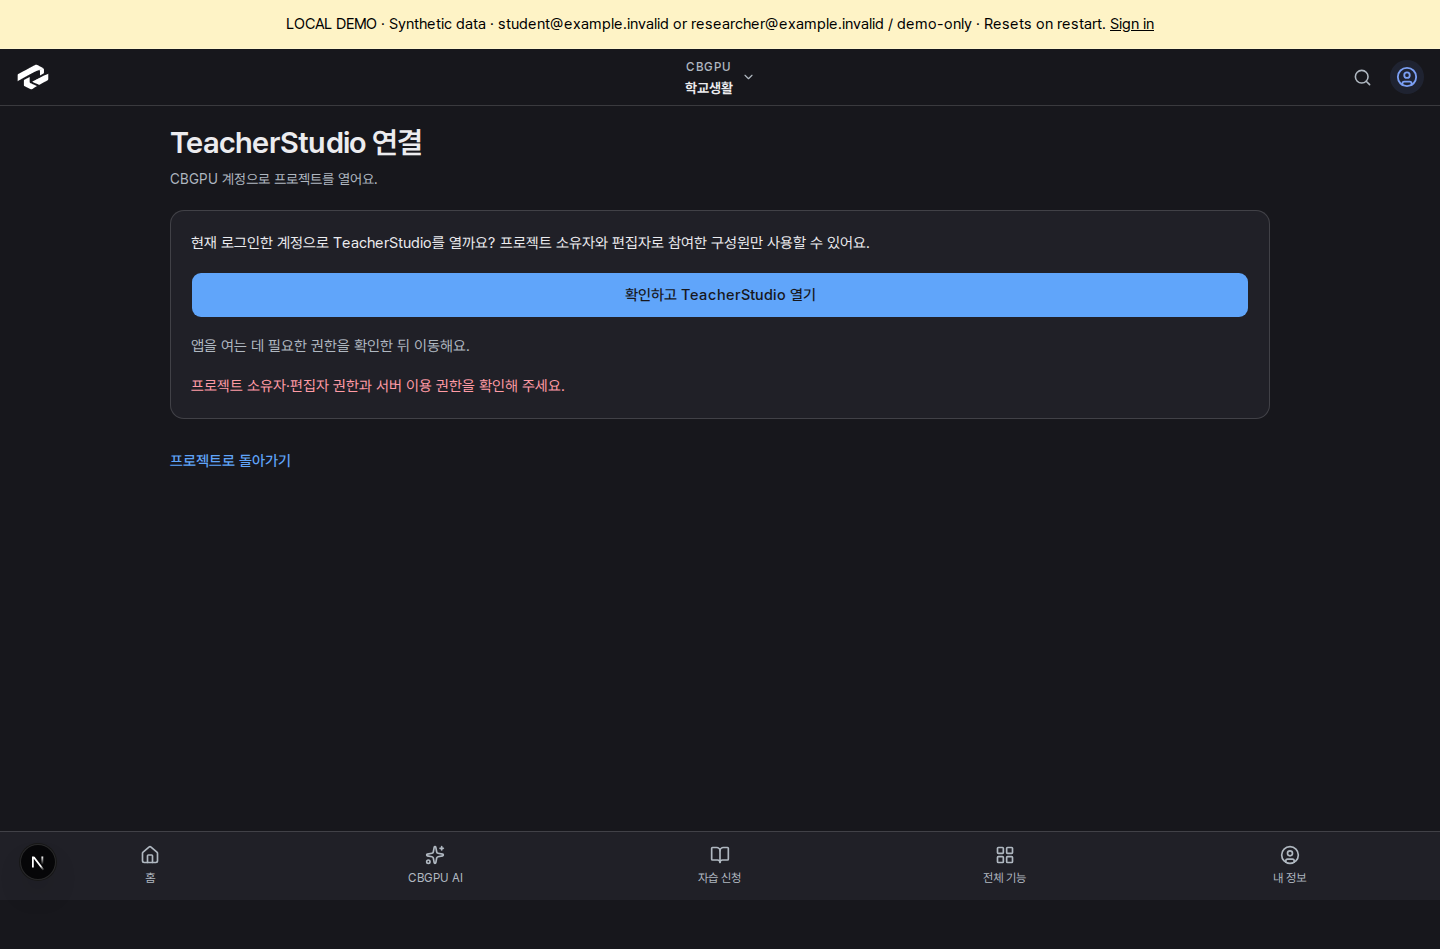 LOCAL DEMO · Synthetic data · student@example.invalid or researcher@example.invalid / demo-only · Resets on restart. Sign in
CBGPU
학교생활
TeacherStudio 연결
CBGPU 계정으로 프로젝트를 열어요.
현재 로그인한 계정으로 TeacherStudio를 열까요? 프로젝트 소유자와 편집자로 참여한 구성원만 사용할 수 있어요.
확인하고 TeacherStudio 열기
앱을 여는 데 필요한 권한을 확인한 뒤 이동해요.
프로젝트 소유자·편집자 권한과 서버 이용 권한을 확인해 주세요.
프로젝트로 돌아가기
홈
CBGPU AI
자습 신청
전체 기능
내 정보